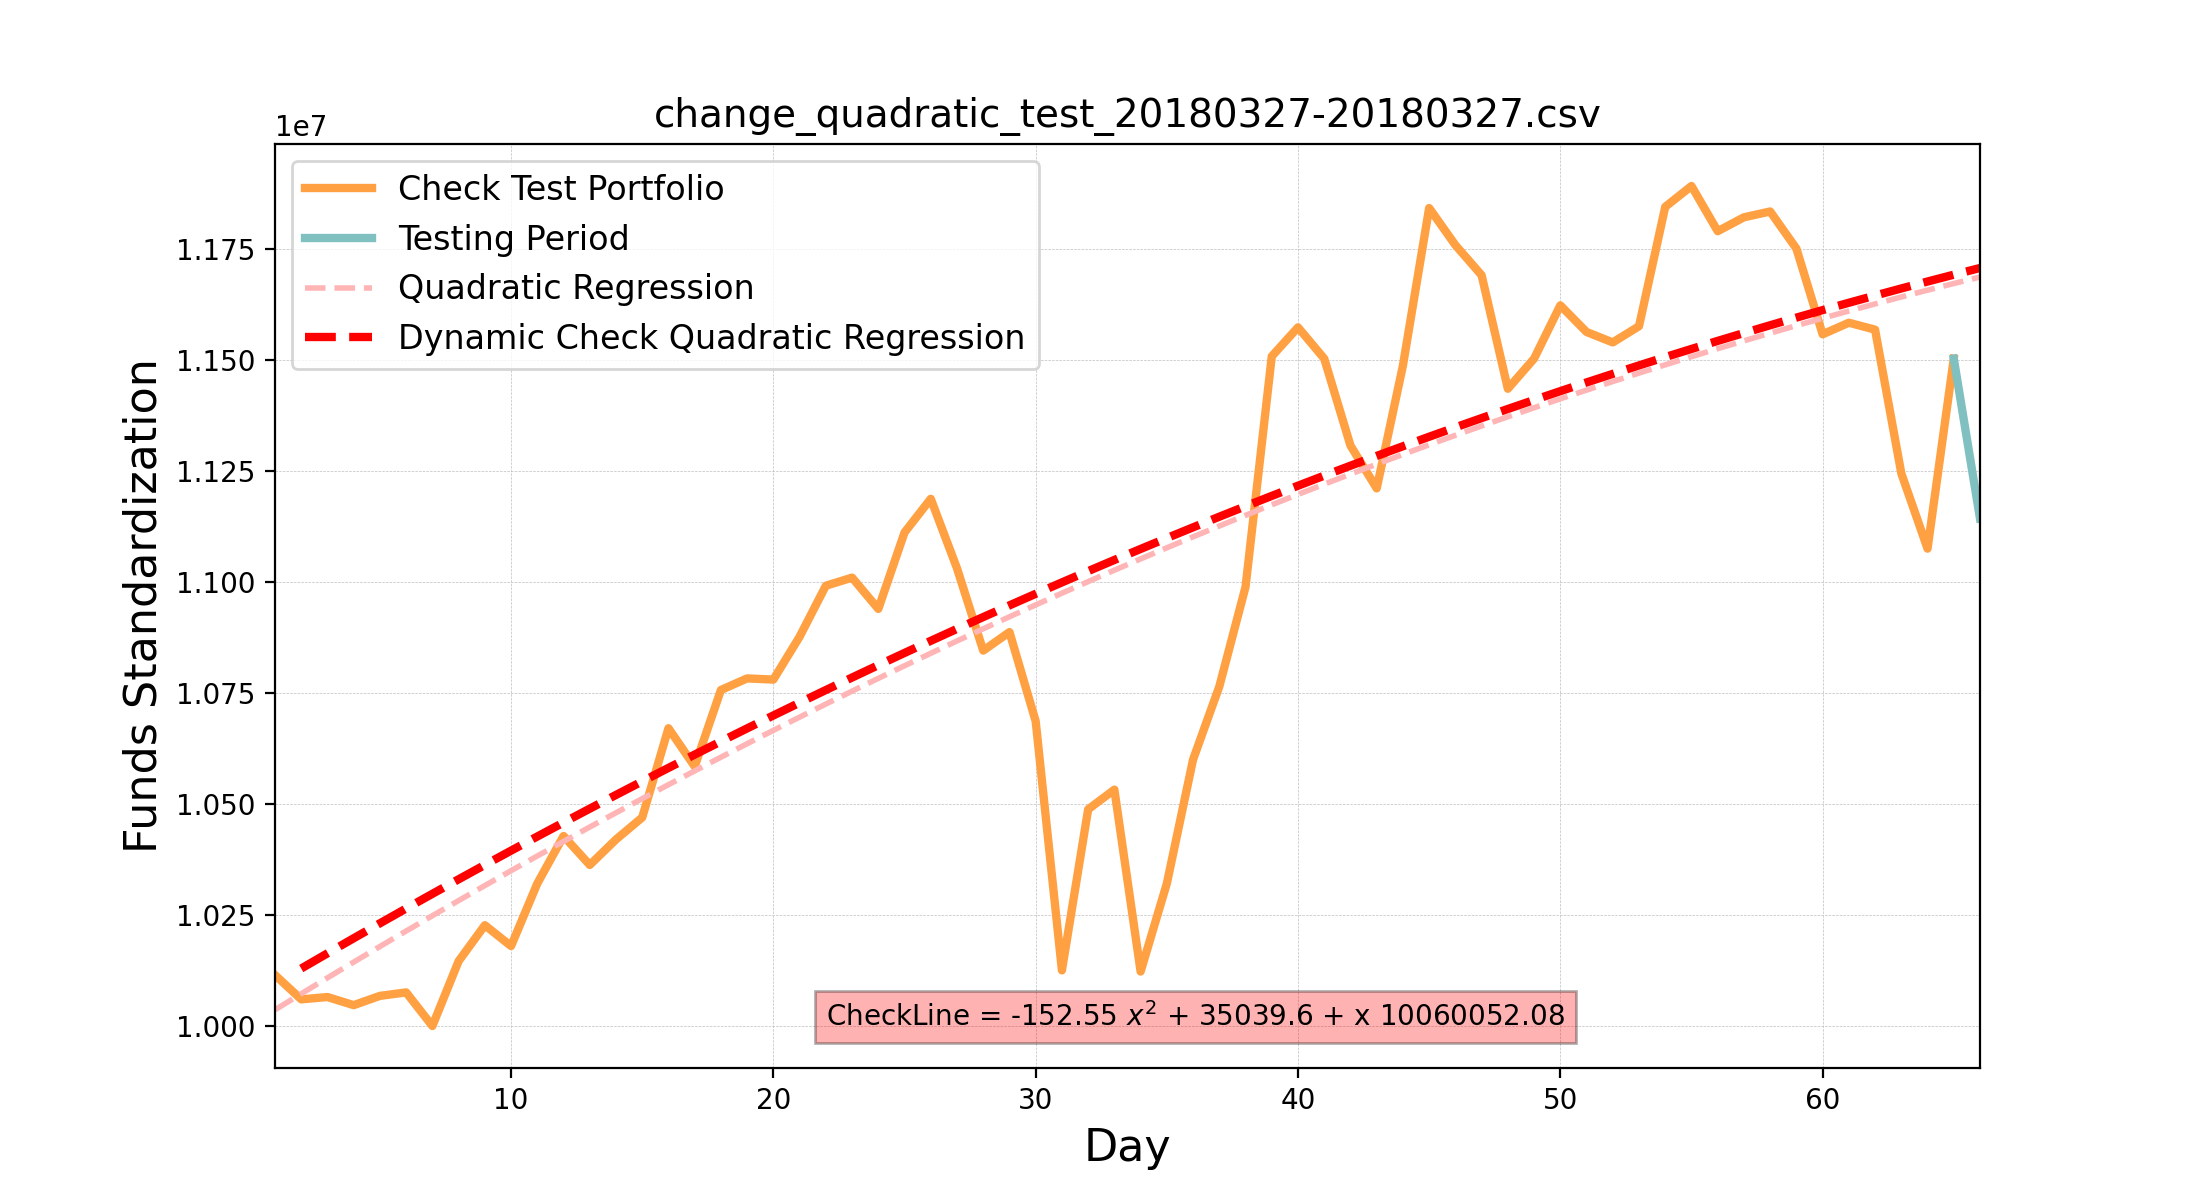 change_quadratic_test_20180327-20180327.csv
1e7
Check Test Portfolio
Testing Period
Quadratic Regression
Dynamic Check Quadratic Regression
Funds Standardization
1.175
1.150
1.125
1.100
1.075
1.050
1.025
1.000
CheckLine = -152.55 x² + 35039.6 + x 10060052.08
10 20 30 40 50 60
Day